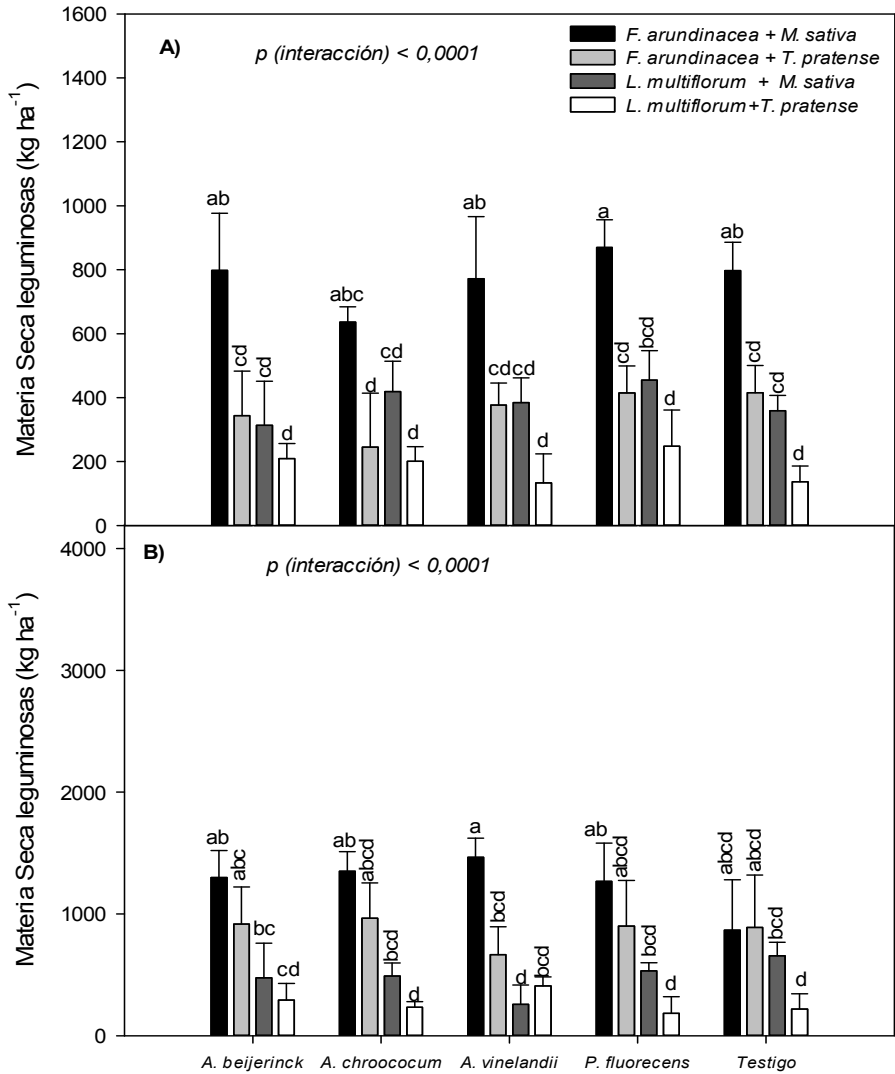 A)
p (interacción) < 0,0001
F. arundinacea + M. sativa
F. arundinacea + T. pratense
L. multiflorum + M. sativa
L. multiflorum+T. pratense
Materia Seca leguminosas (kg ha-1)
1600
1400
1200
1000
800
600
400
200
0
ab cd cd d
abc d cd d
ab cd cd d
a cd bcd d
ab cd cd d
B)
p (interacción) < 0,0001
Materia Seca leguminosas (kg ha-1)
4000
3000
2000
1000
0
ab abc bc cd
ab abcd bcd d
a bcd d bcd
ab abcd bcd d
abcd abcd bcd d
A. beijerinck A. chroococum A. vinelandii P. fluorecens Testigo